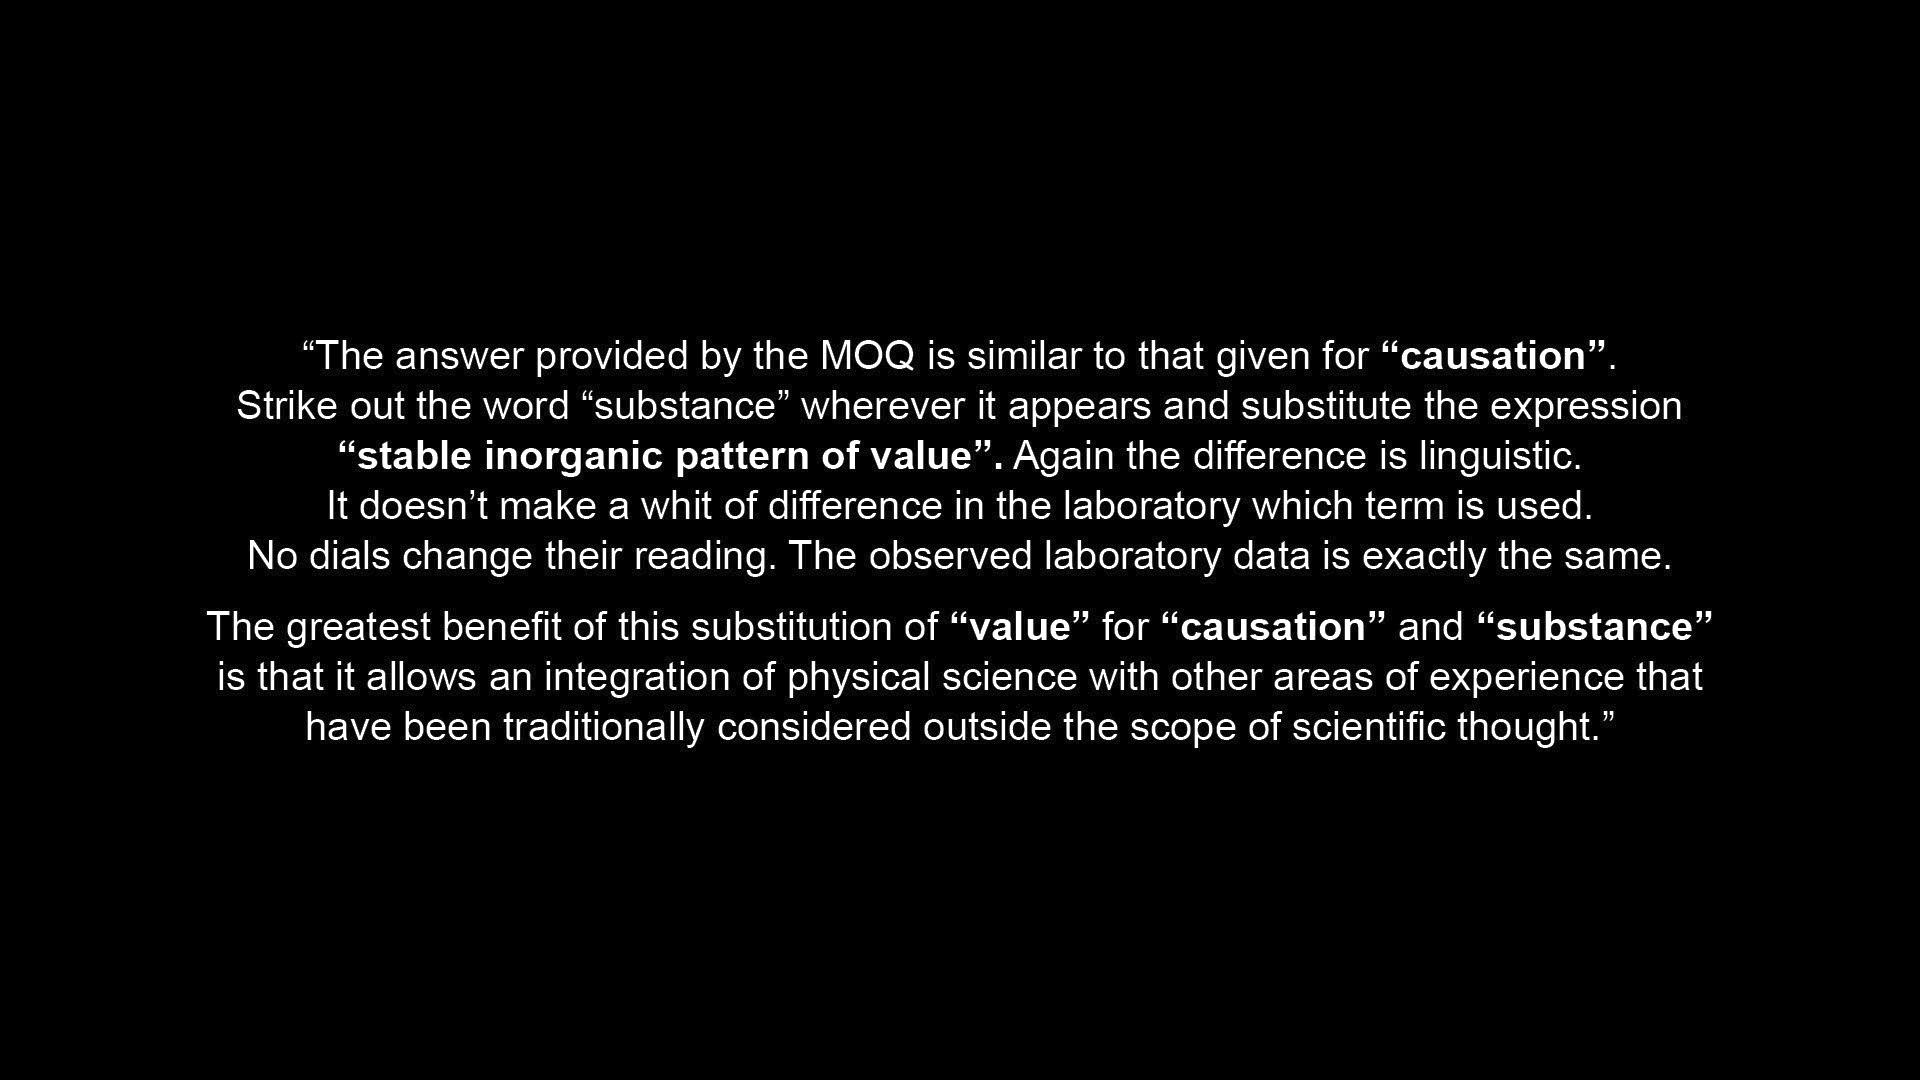 “The answer provided by the MOQ is similar to that given for “causation”.
Strike out the word “substance” wherever it appears and substitute the expression
“stable inorganic pattern of value”. Again the difference is linguistic.
It doesn’t make a whit of difference in the laboratory which term is used.
No dials change their reading. The observed laboratory data is exactly the same.
The greatest benefit of this substitution of “value” for “causation” and “substance”
is that it allows an integration of physical science with other areas of experience that
have been traditionally considered outside the scope of scientific thought.”